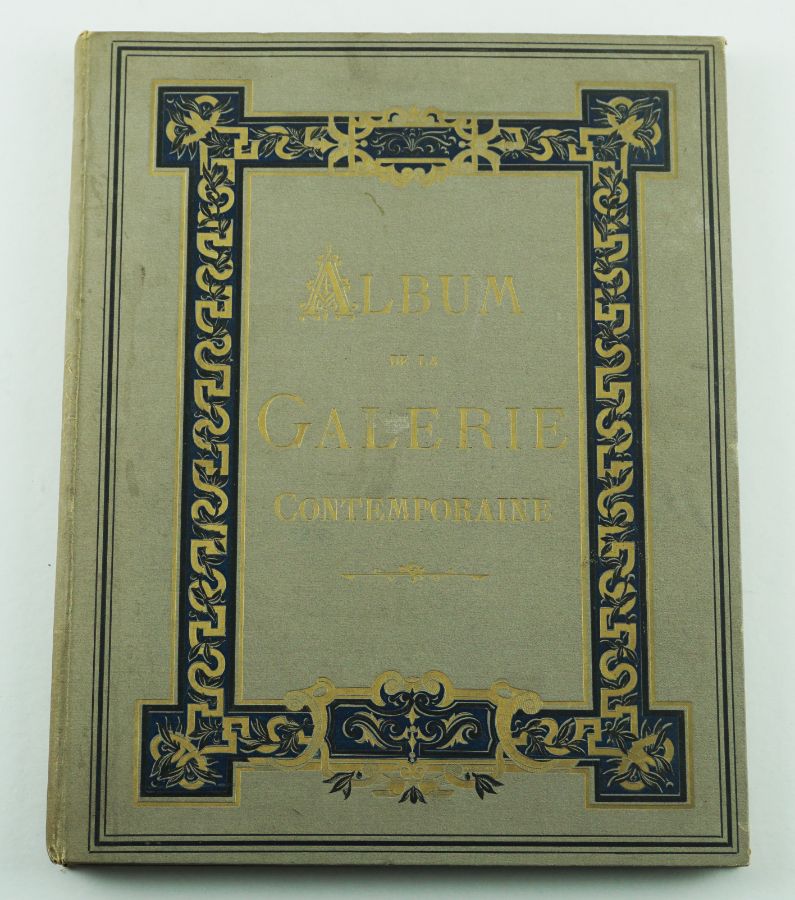 ALBUM
DE LA
GALERIE
CONTEMPORAINE